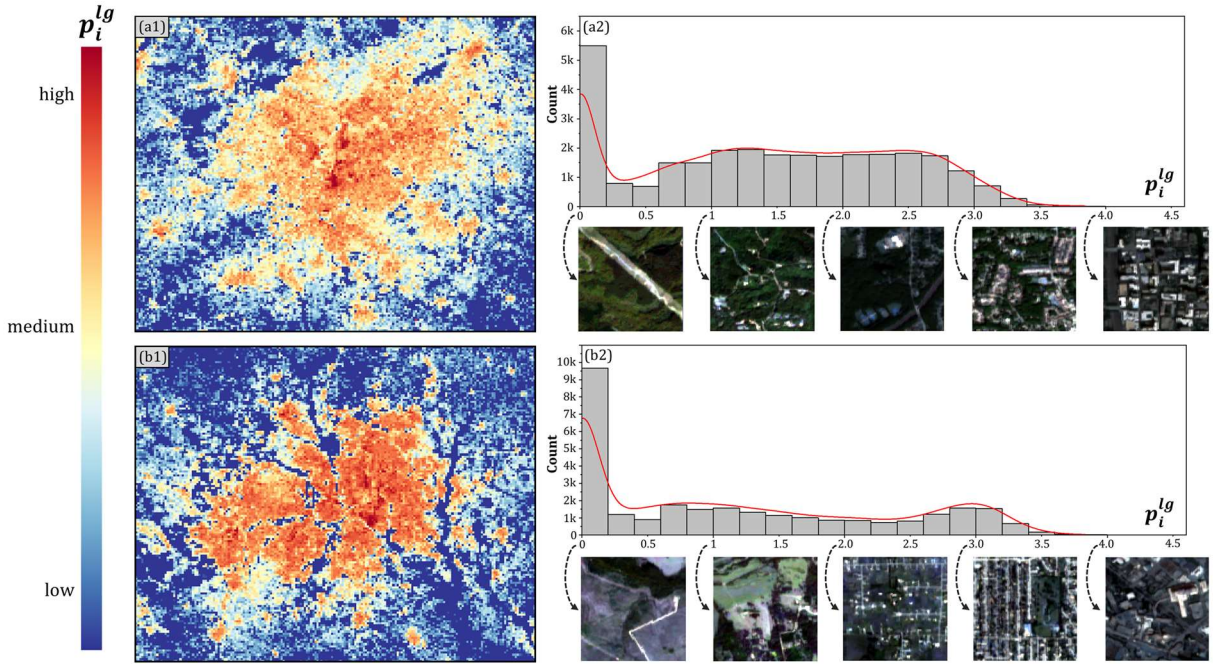 p_i^{lg}
high
medium
low
(a1)
(a2)
Count
6k
5k
4k
3k
2k
1k
0
0 0.5 1 1.5 2.0 2.5 3.0 3.5 4.0 4.5
p_i^{lg}
(b1)
(b2)
Count
10k
9k
8k
7k
6k
5k
4k
3k
2k
1k
0
0 0.5 1 1.5 2.0 2.5 3.0 3.5 4.0 4.5
p_i^{lg}